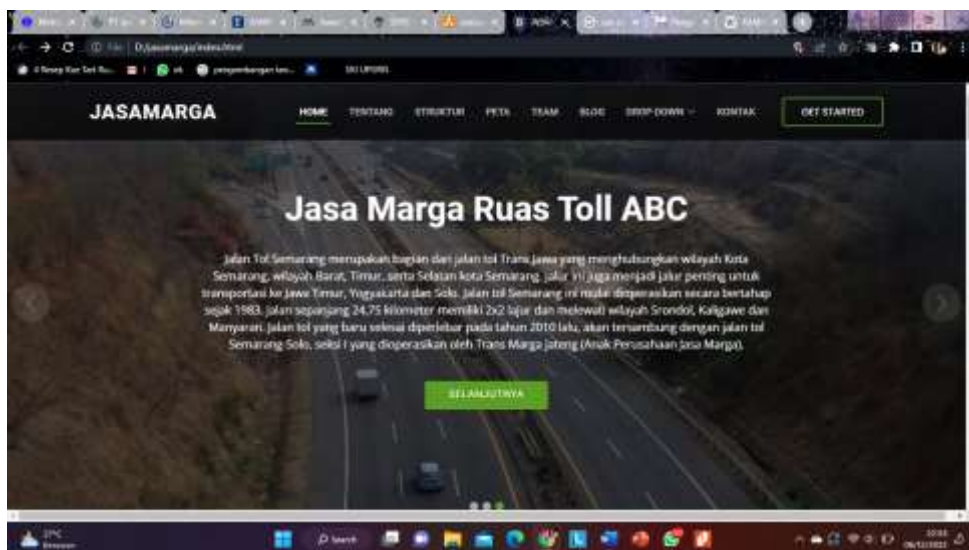 D:/jasamarga/index.html
JASAMARGA
HOME TENTANG STRUKTUR PETA TEAM BLOG DROP-DOWN KONTAK GET STARTED
Jasa Marga Ruas Toll ABC
Jalan Tol Semarang merupakan bagian dari jalan tol Trans Jawa yang menghubungkan wilayah Kota
Semarang, wilayah Barat, Timur, serta Selatan kota Semarang. jalur ini juga menjadi jalur penting untuk
transportasi ke Jawa Timur, Yogyakarta dan Solo. Jalan tol Semarang ini mulai dioperasikan secara bertahap
sejak 1983. Jalan sepanjang 24,75 kilometer memiliki 2x2 lajur dan melewati wilayah Srondol, Kaligawe dan
Manyaran. Jalan tol yang baru selesai diperlebar pada tahun 2010 lalu, akan tersambung dengan jalan tol
Semarang-Solo, seksi I yang dioperasikan oleh Trans Marga Jateng (Anak Perusahaan Jasa Marga).
SELANJUTNYA
27°C
Search